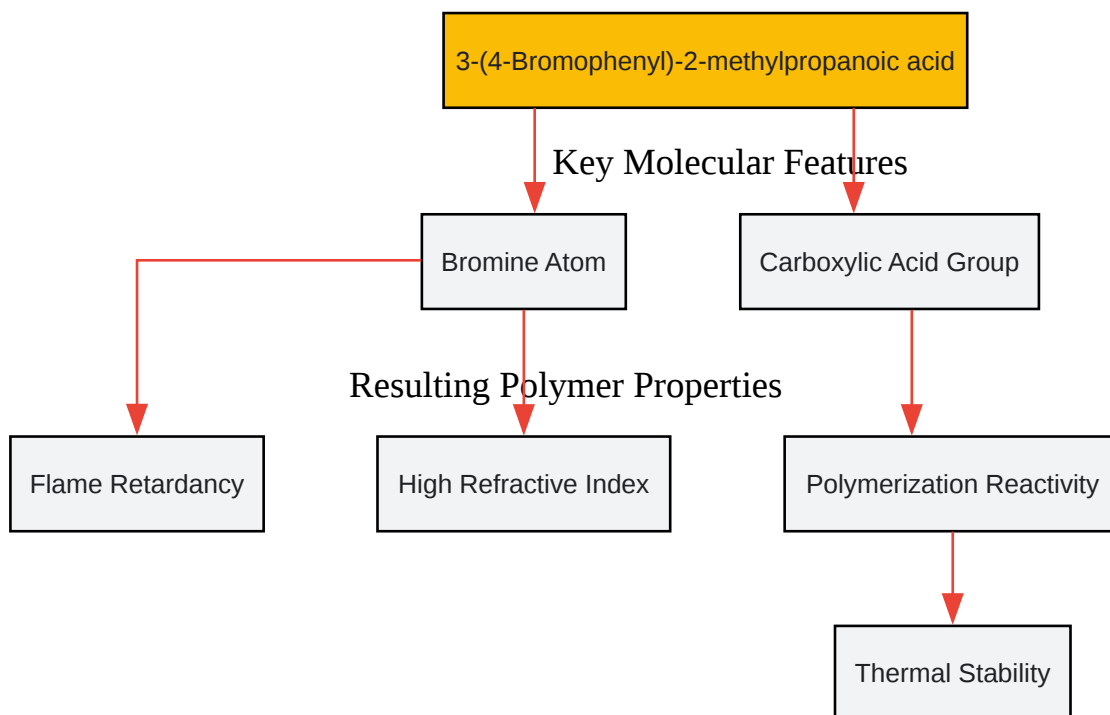 3-(4-Bromophenyl)-2-methylpropanoic acid
Key Molecular Features
Bromine Atom
Carboxylic Acid Group
Resulting Polymer Properties
Flame Retardancy
High Refractive Index
Polymerization Reactivity
Thermal Stability